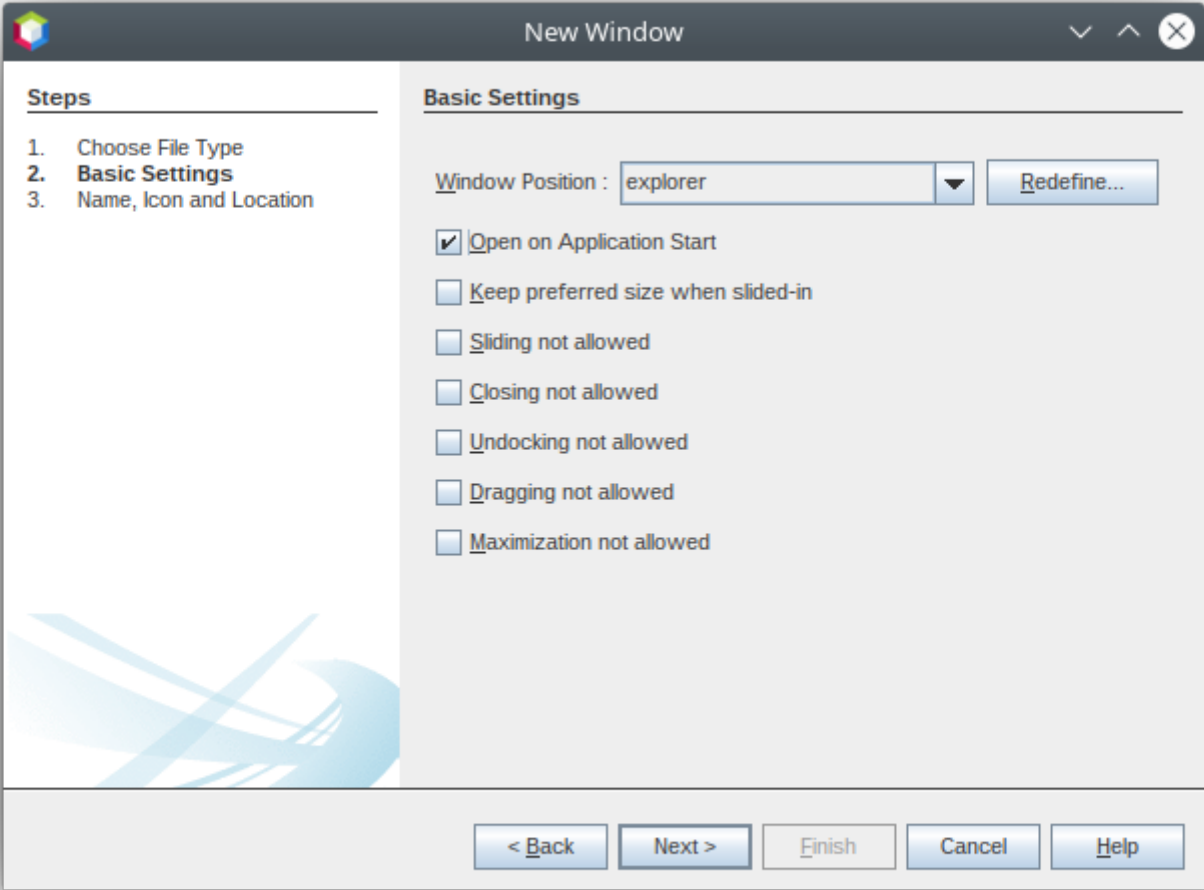 New Window
Steps
1. Choose File Type
2. Basic Settings
3. Name, Icon and Location
Basic Settings
Window Position : explorer Redefine...
Open on Application Start
Keep preferred size when slided-in
Sliding not allowed
Closing not allowed
Undocking not allowed
Dragging not allowed
Maximization not allowed
< Back Next > Finish Cancel Help